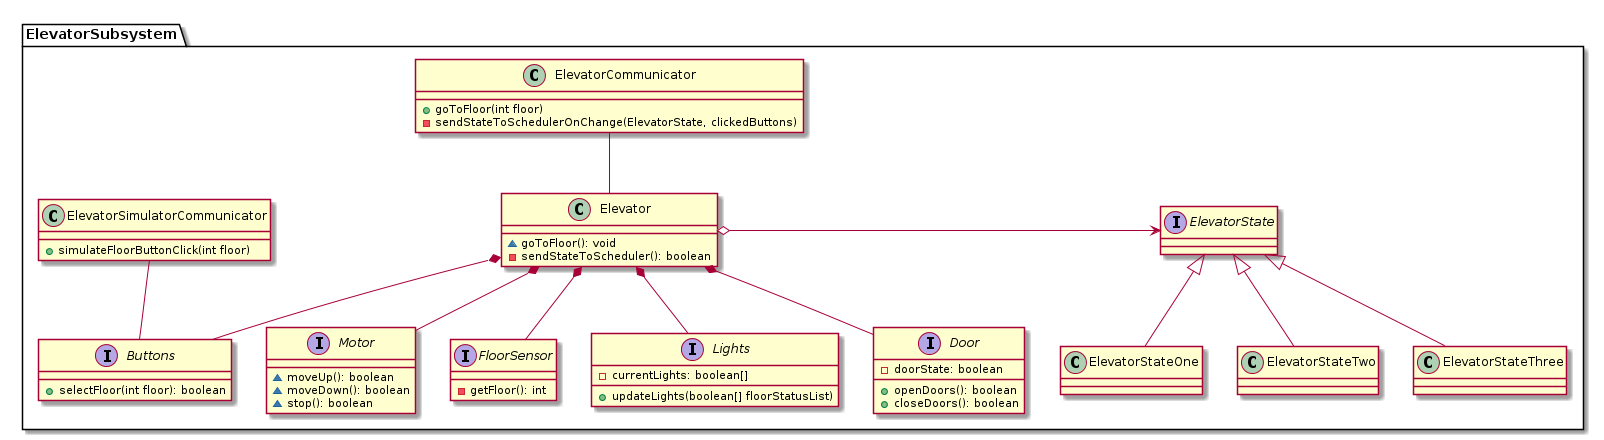 ElevatorSubsystem
C ElevatorCommunicator
goToFloor(int floor)
sendStateToSchedulerOnChange(ElevatorState, clickedButtons)
C ElevatorSimulatorCommunicator
simulateFloorButtonClick(int floor)
C Elevator
goToFloor(): void
sendStateToScheduler(): boolean
I ElevatorState
I Buttons
selectFloor(int floor): boolean
I Motor
moveUp(): boolean
moveDown(): boolean
stop(): boolean
I FloorSensor
getFloor(): int
I Lights
currentLights: boolean[]
updateLights(boolean[] floorStatusList)
I Door
doorState: boolean
openDoors(): boolean
closeDoors(): boolean
C ElevatorStateOne
C ElevatorStateTwo
C ElevatorStateThree